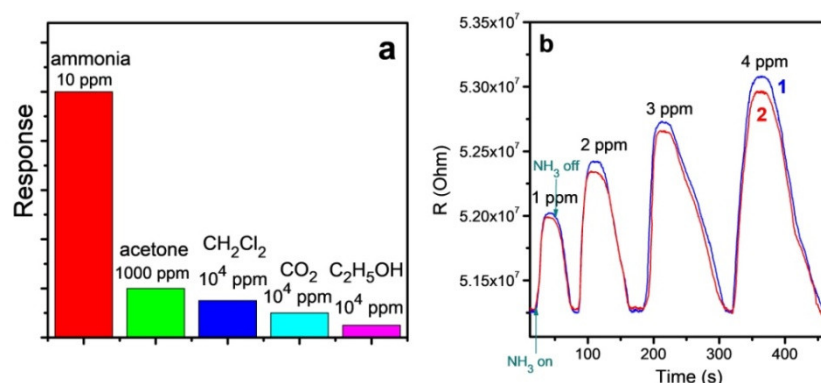 a
ammonia
10 ppm
acetone
1000 ppm
CH₂Cl₂
10⁴ ppm
CO₂
10⁴ ppm
C₂H₅OH
10⁴ ppm
Response
b
5.35x10⁷
5.30x10⁷
5.25x10⁷
5.20x10⁷
5.15x10⁷
R (Ohm)
1 ppm
2 ppm
3 ppm
4 ppm
1
2
NH₃ off
NH₃ on
100
200
300
400
Time (s)